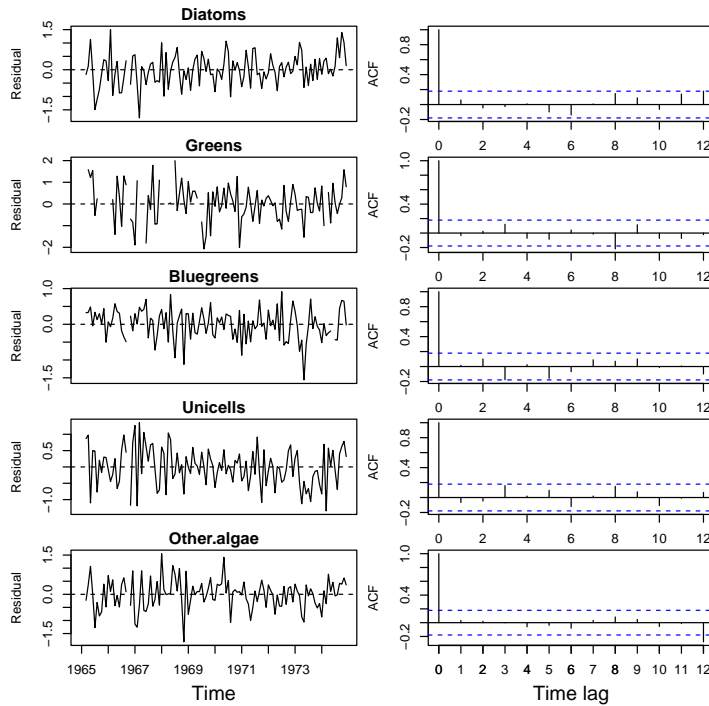 Diatoms
Residual
1.5
0.0
−1.5
ACF
0.8
0.4
−0.2
0 2 4 6 8 10 12
Greens
Residual
2
0
−2
ACF
1.0
0.4
−0.2
0 2 4 6 8 10 12
Bluegreens
Residual
1.0
0.0
−1.5
ACF
0.8
0.4
−0.2
0 2 4 6 8 10 12
Unicells
Residual
0.5
−1.0
ACF
0.8
0.4
−0.2
0 2 4 6 8 10 12
Other.algae
Residual
1.5
0.0
−1.5
ACF
1.0
0.4
−0.2
1965 1967 1969 1971 1973
0 1 2 3 4 5 6 7 8 9 10 11 12
Time
Time lag